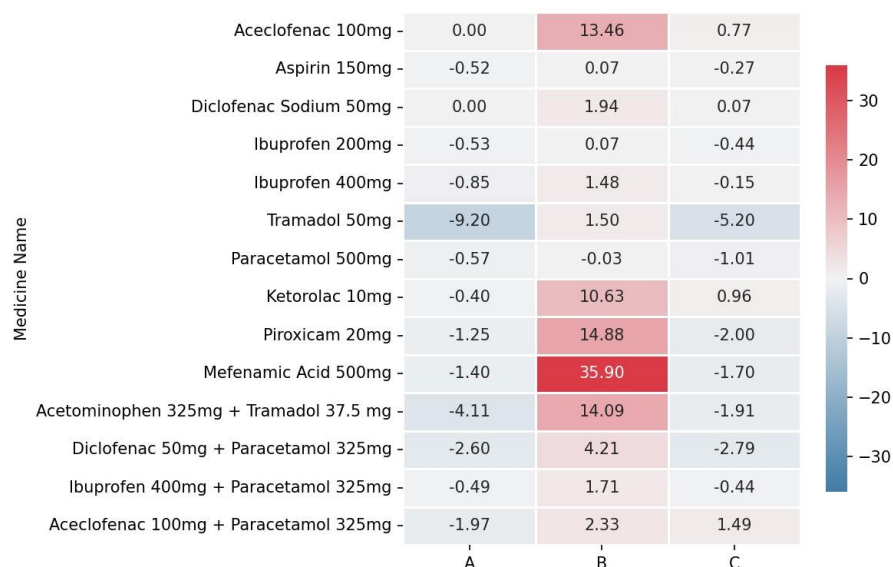 Medicine Name
Aceclofenac 100mg 0.00 13.46 0.77
Aspirin 150mg -0.52 0.07 -0.27
Diclofenac Sodium 50mg 0.00 1.94 0.07
Ibuprofen 200mg -0.53 0.07 -0.44
Ibuprofen 400mg -0.85 1.48 -0.15
Tramadol 50mg -9.20 1.50 -5.20
Paracetamol 500mg -0.57 -0.03 -1.01
Ketorolac 10mg -0.40 10.63 0.96
Piroxicam 20mg -1.25 14.88 -2.00
Mefenamic Acid 500mg -1.40 35.90 -1.70
Acetominophen 325mg + Tramadol 37.5 mg -4.11 14.09 -1.91
Diclofenac 50mg + Paracetamol 325mg -2.60 4.21 -2.79
Ibuprofen 400mg + Paracetamol 325mg -0.49 1.71 -0.44
Aceclofenac 100mg + Paracetamol 325mg -1.97 2.33 1.49
A B C
30
20
10
0
−10
−20
−30